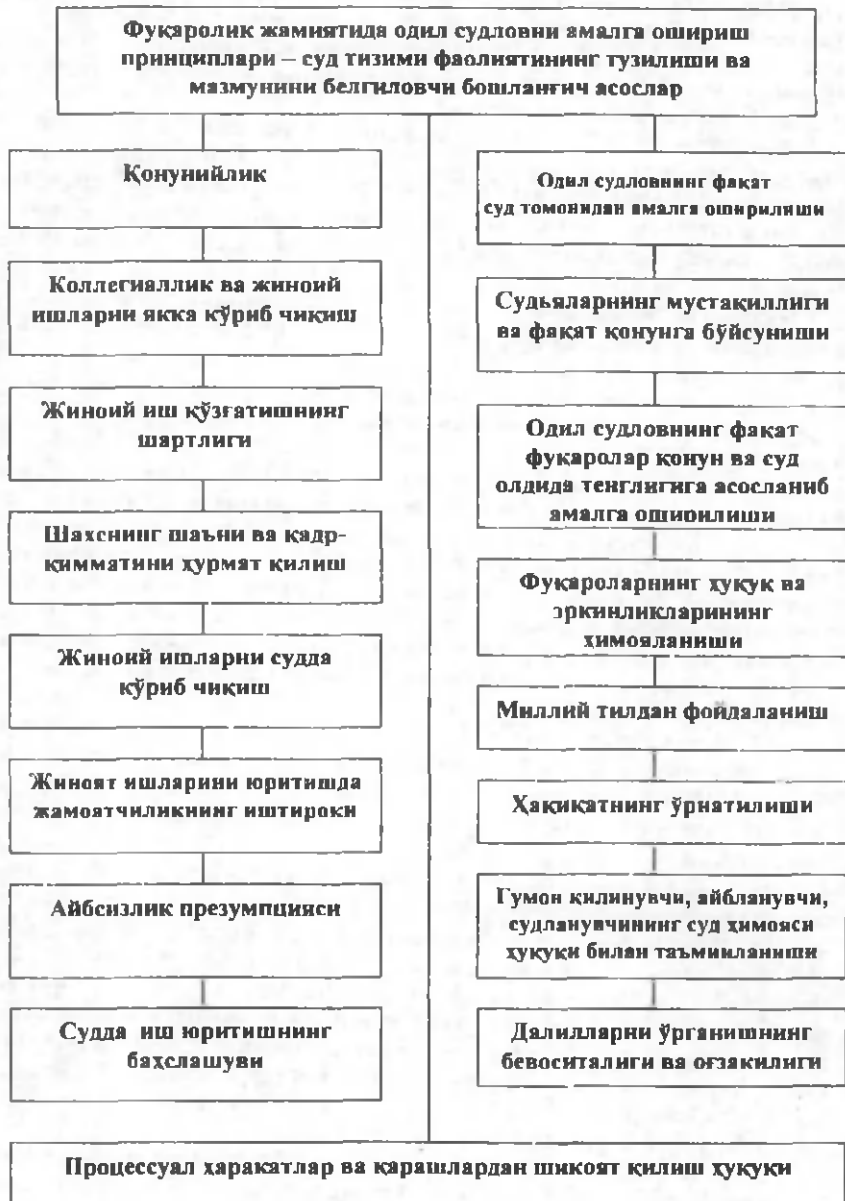 Фуқаролик жамиятида одил судловни амалга ошириш
принциплари – суд тизими фаолиятининг тузилиши ва
мазмунини белгиловчи бошланғич асослар
Қонунийлик
Коллегиаллик ва жиноий
ишларни якка кўриб чиқиш
Жиноий иш қўзғатишнинг
шартлиги
Шахснинг шаъни ва қадр-
қимматини ҳурмат қилиш
Жиноий ишларни судда
кўриб чиқиш
Жиноят ишларини юритишда
жамоатчиликнинг иштироки
Айбсизлик презумпцияси
Судда иш юритишнинг
баҳслашуви
Одил судловнинг фақат
суд томонидан амалга оширилиши
Судьяларнинг мустақиллиги
ва фақат қонунга бўйсуниши
Одил судловнинг фақат
фуқаролар қонун ва суд
олдида тенглигига асосланиб
амалга оширилиши
Фуқароларнинг ҳуқуқ ва
эркинликларининг
ҳимояланиши
Миллий тилдан фойдаланиш
Ҳақиқатнинг ўрнатилиши
Гумон қилинувчи, айбланувчи,
судланувчининг суд ҳимояси
ҳуқуқи билан таъминланиши
Далилларни ўрганишнинг
бевоситалиги ва оғзакилиги
Процессуал ҳаракатлар ва қарашлардан шикоят қилиш ҳуқуқи